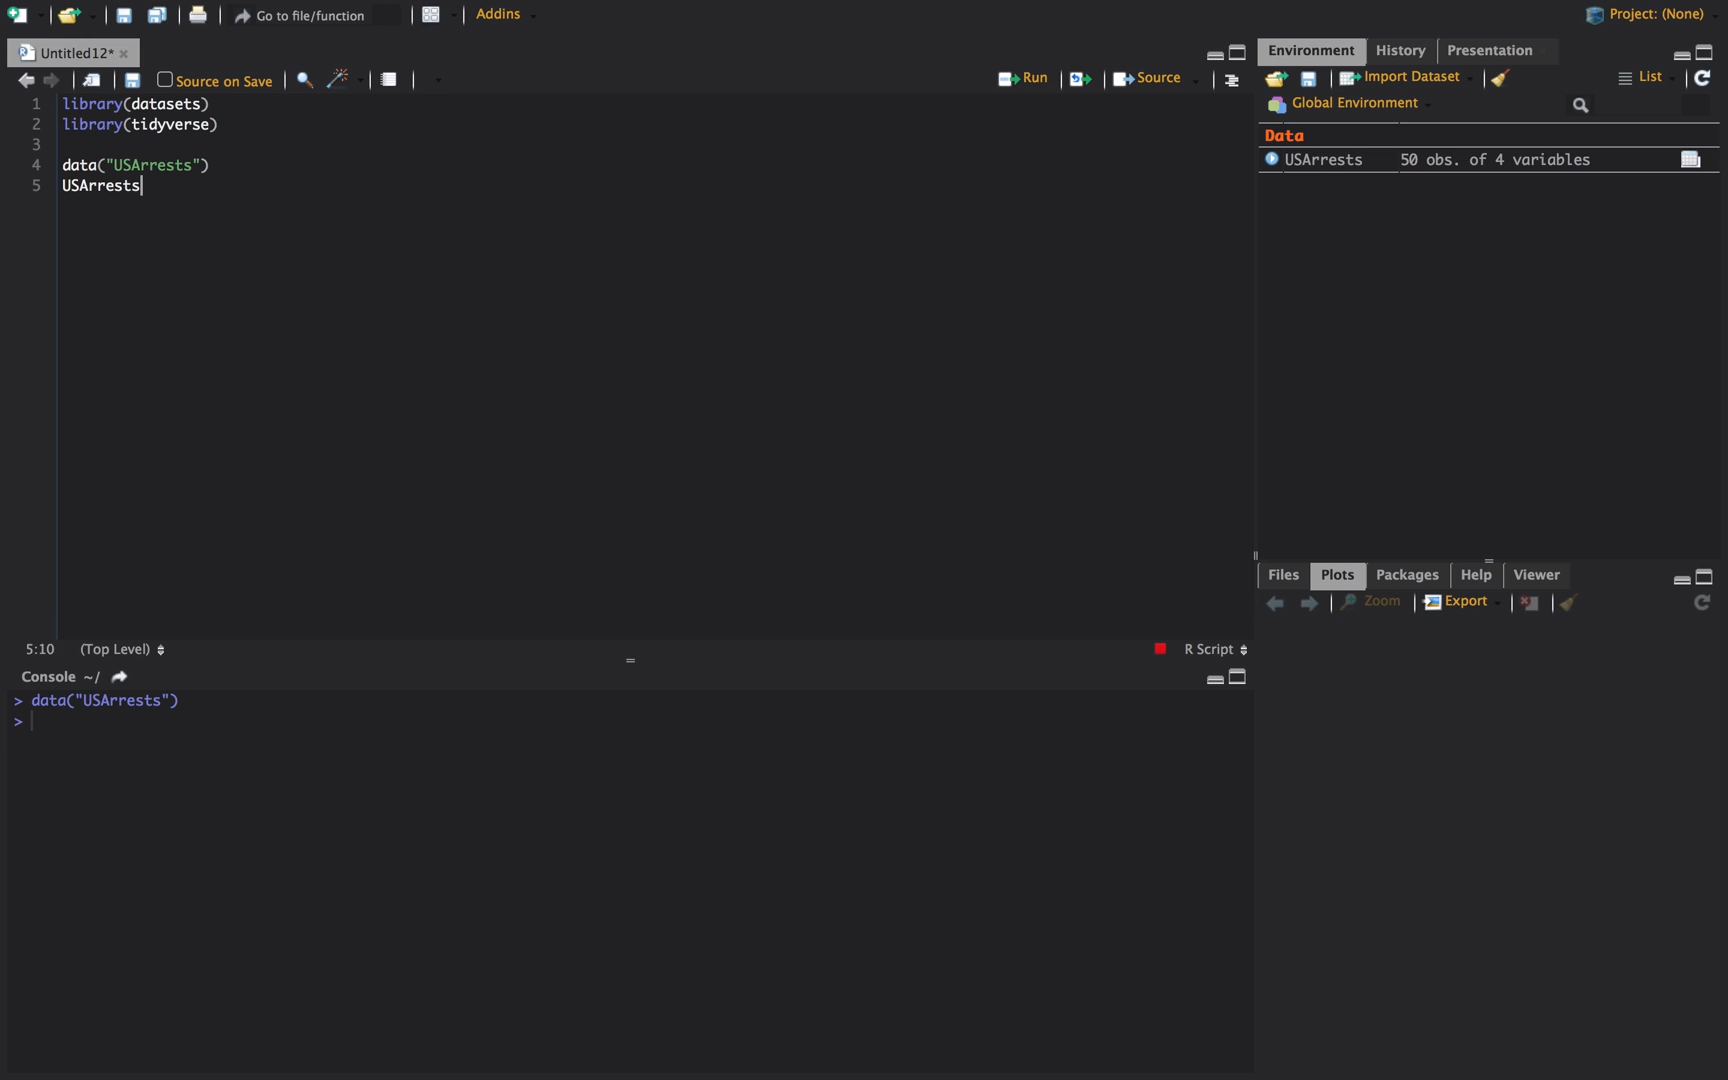 Go to file/function Addins Project: (None)
Untitled12*
Source on Save Run Source
1 library(datasets)
2 library(tidyverse)
3
4 data("USArrests")
5 USArrests
5:10 (Top Level) R Script
Console ~/
> data("USArrests")
>
Environment History Presentation
Import Dataset List
Global Environment
Data
USArrests 50 obs. of 4 variables
Files Plots Packages Help Viewer
Zoom Export